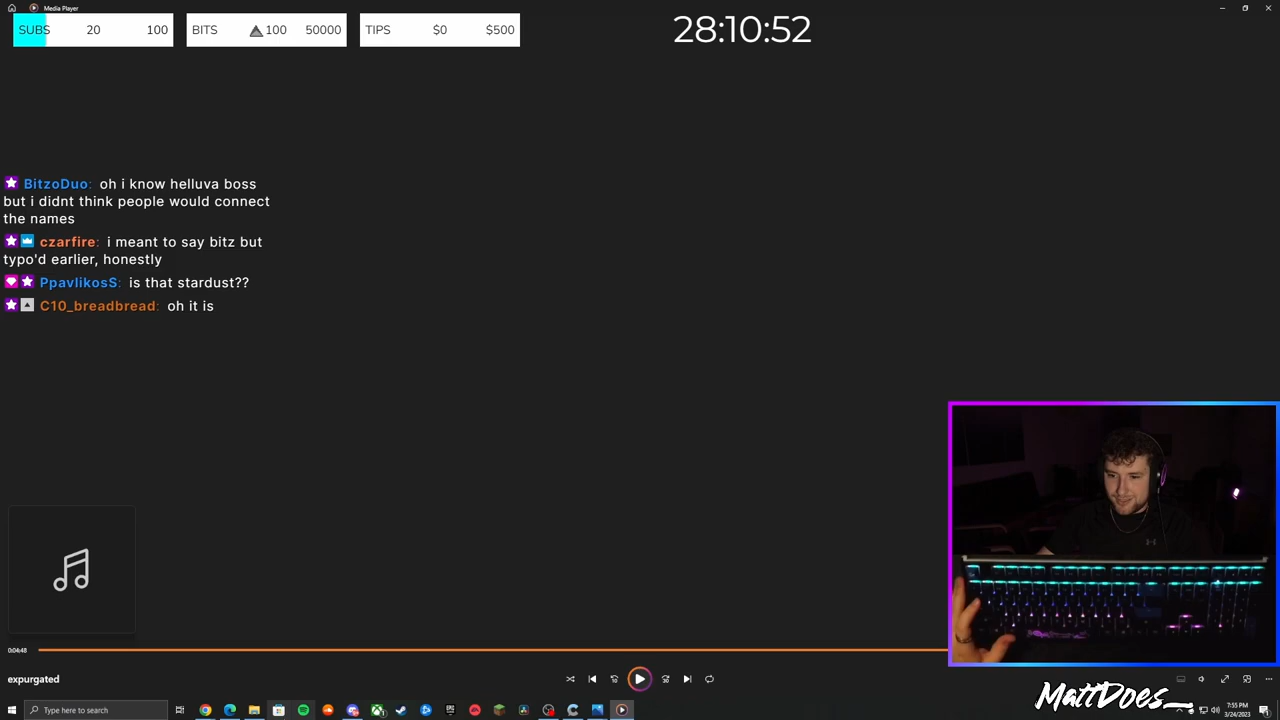 Media Player
SUBS 20 100
BITS 100 50000
TIPS $0 $500
28:10:52
BitzoDuo: oh i know helluva boss
but i didnt think people would connect
the names
czarfire: i meant to say bitz but
typo'd earlier, honestly
PpavlikosS: is that stardust??
C10_breadbread: oh it is
0:04:48
expurgated
MattDoes__
Type here to search
7:55 PM
3/24/2023